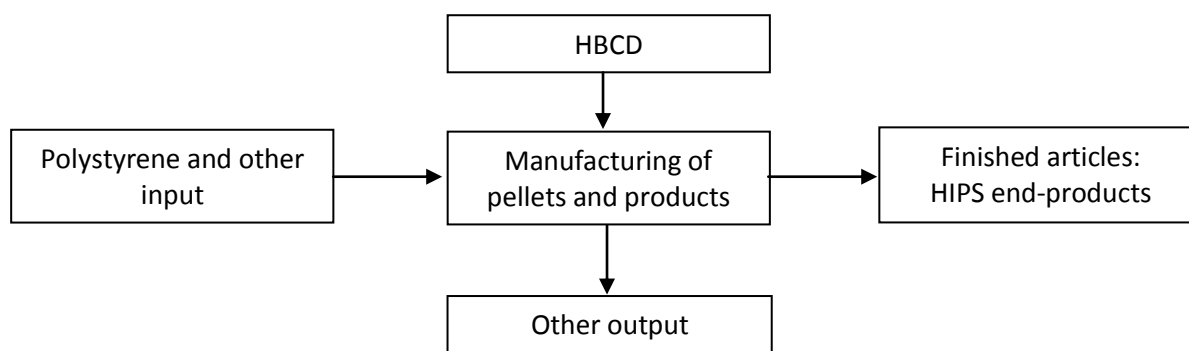 HBCD
Polystyrene and other
input
Manufacturing of
pellets and products
Finished articles:
HIPS end-products
Other output